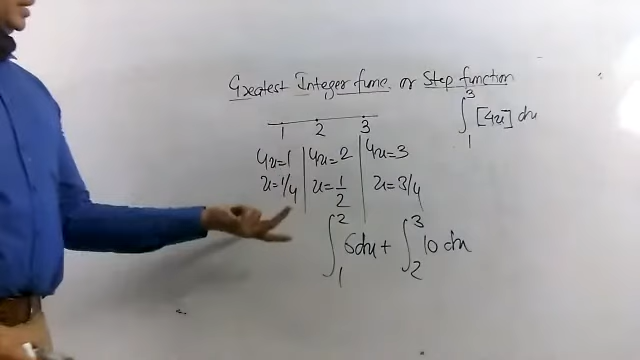 Greatest Integer func. or Step function
∫₁³ [4x] dx
1 2 3
4x=1 | 4x=2 | 4x=3
x=1/4 | x=1/2 | x=3/4
∫₁² 6dx + ∫₂³ 10 dx